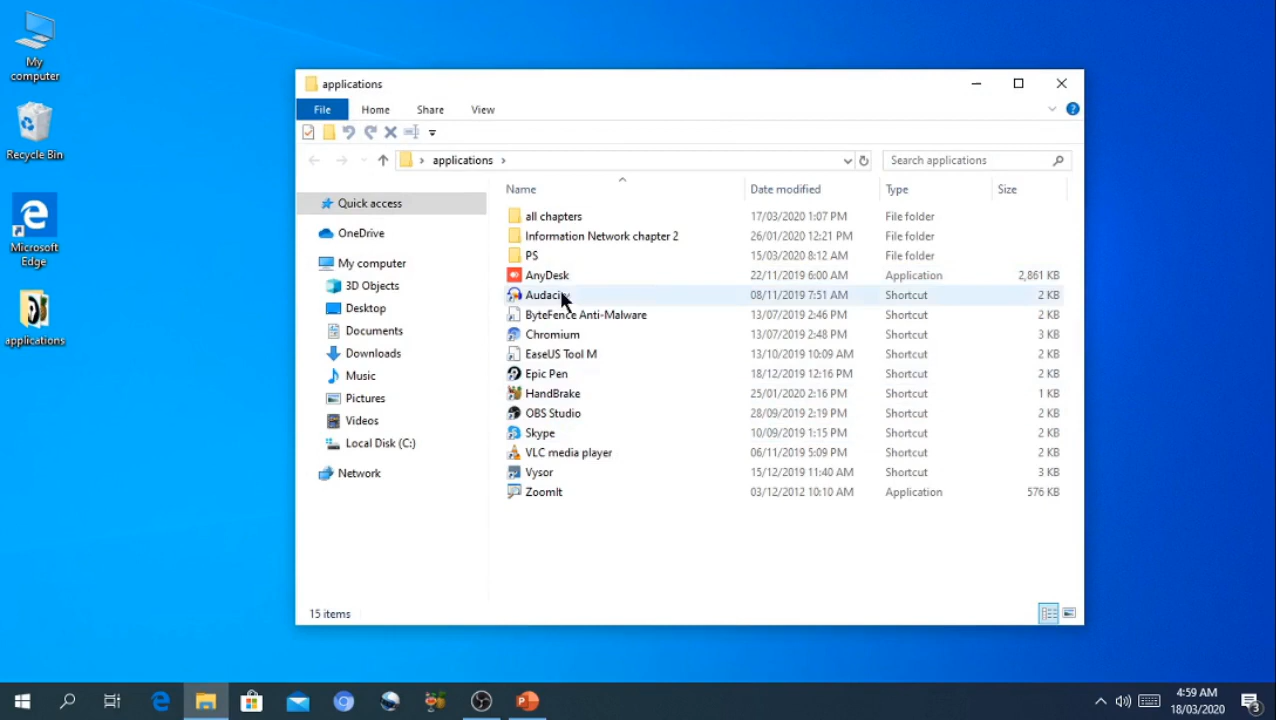 My
computer
Recycle Bin
Microsoft
Edge
applications
applications
File Home Share View
applications
Search applications
Quick access
OneDrive
My computer
3D Objects
Desktop
Documents
Downloads
Music
Pictures
Videos
Local Disk (C:)
Network
Name Date modified Type Size
all chapters 17/03/2020 1:07 PM File folder
Information Network chapter 2 26/01/2020 12:21 PM File folder
PS 15/03/2020 8:12 AM File folder
AnyDesk 22/11/2019 6:00 AM Application 2,861 KB
Audacity 08/11/2019 7:51 AM Shortcut 2 KB
ByteFence Anti-Malware 13/07/2019 2:46 PM Shortcut 2 KB
Chromium 13/07/2019 2:48 PM Shortcut 3 KB
EaseUS Tool M 13/10/2019 10:09 AM Shortcut 2 KB
Epic Pen 18/12/2019 12:16 PM Shortcut 2 KB
HandBrake 25/01/2020 2:16 PM Shortcut 1 KB
OBS Studio 28/09/2019 2:19 PM Shortcut 2 KB
Skype 10/09/2019 1:15 PM Shortcut 2 KB
VLC media player 06/11/2019 5:09 PM Shortcut 2 KB
Vysor 15/12/2019 11:40 AM Shortcut 3 KB
ZoomIt 03/12/2012 10:10 AM Application 576 KB
15 items
4:59 AM
18/03/2020
3